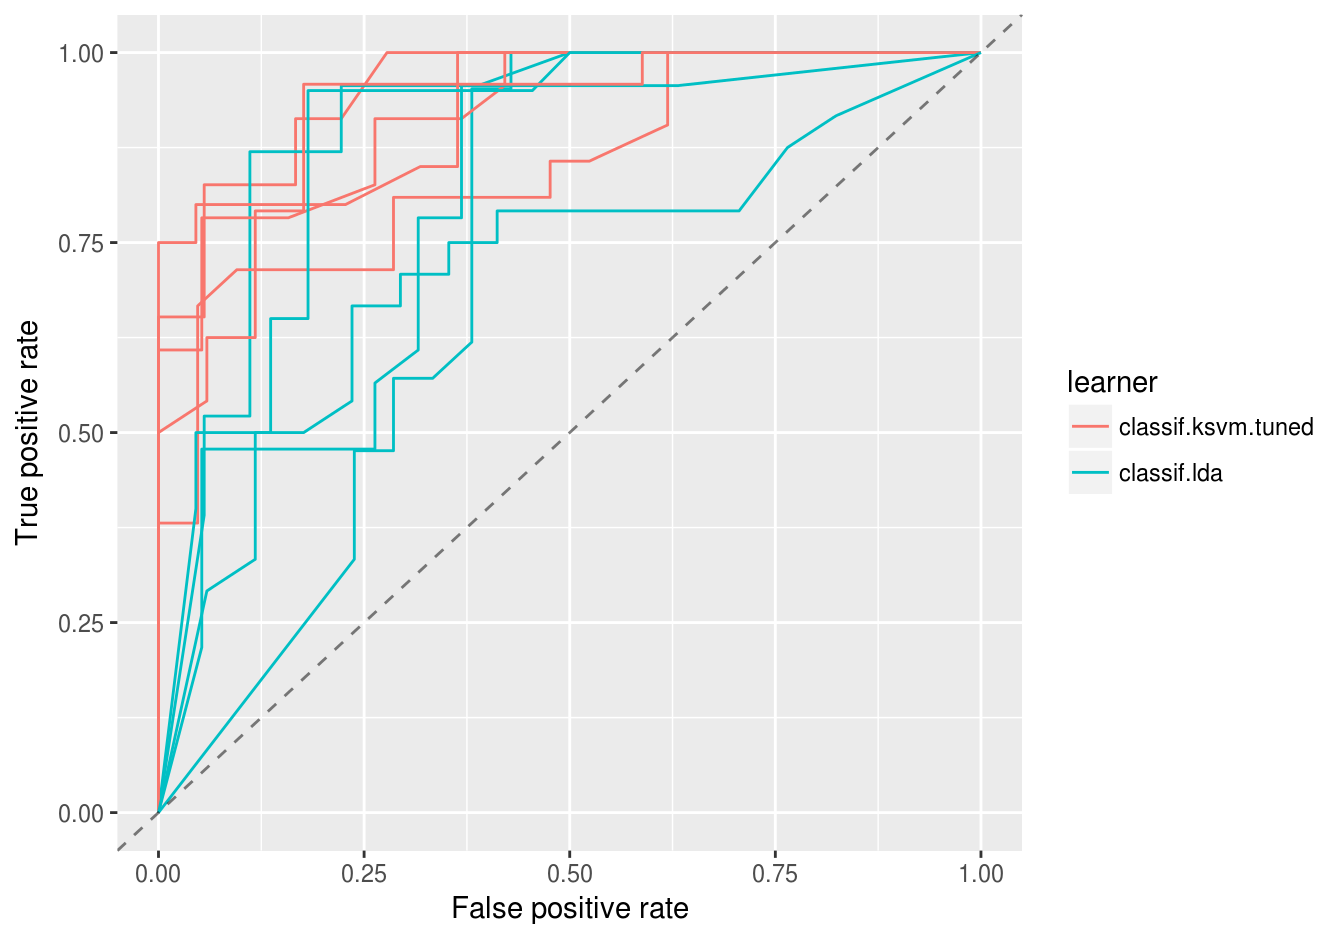 1.00
0.75
0.50
0.25
0.00
True positive rate
0.00 0.25 0.50 0.75 1.00
False positive rate
learner
classif.ksvm.tuned
classif.lda